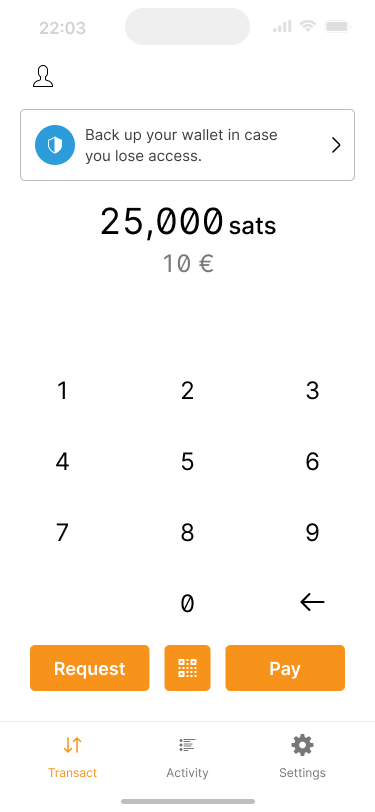 22:03
Back up your wallet in case
you lose access.
25,000 sats
10 €
1 2 3
4 5 6
7 8 9
0
Request Pay
Transact Activity Settings